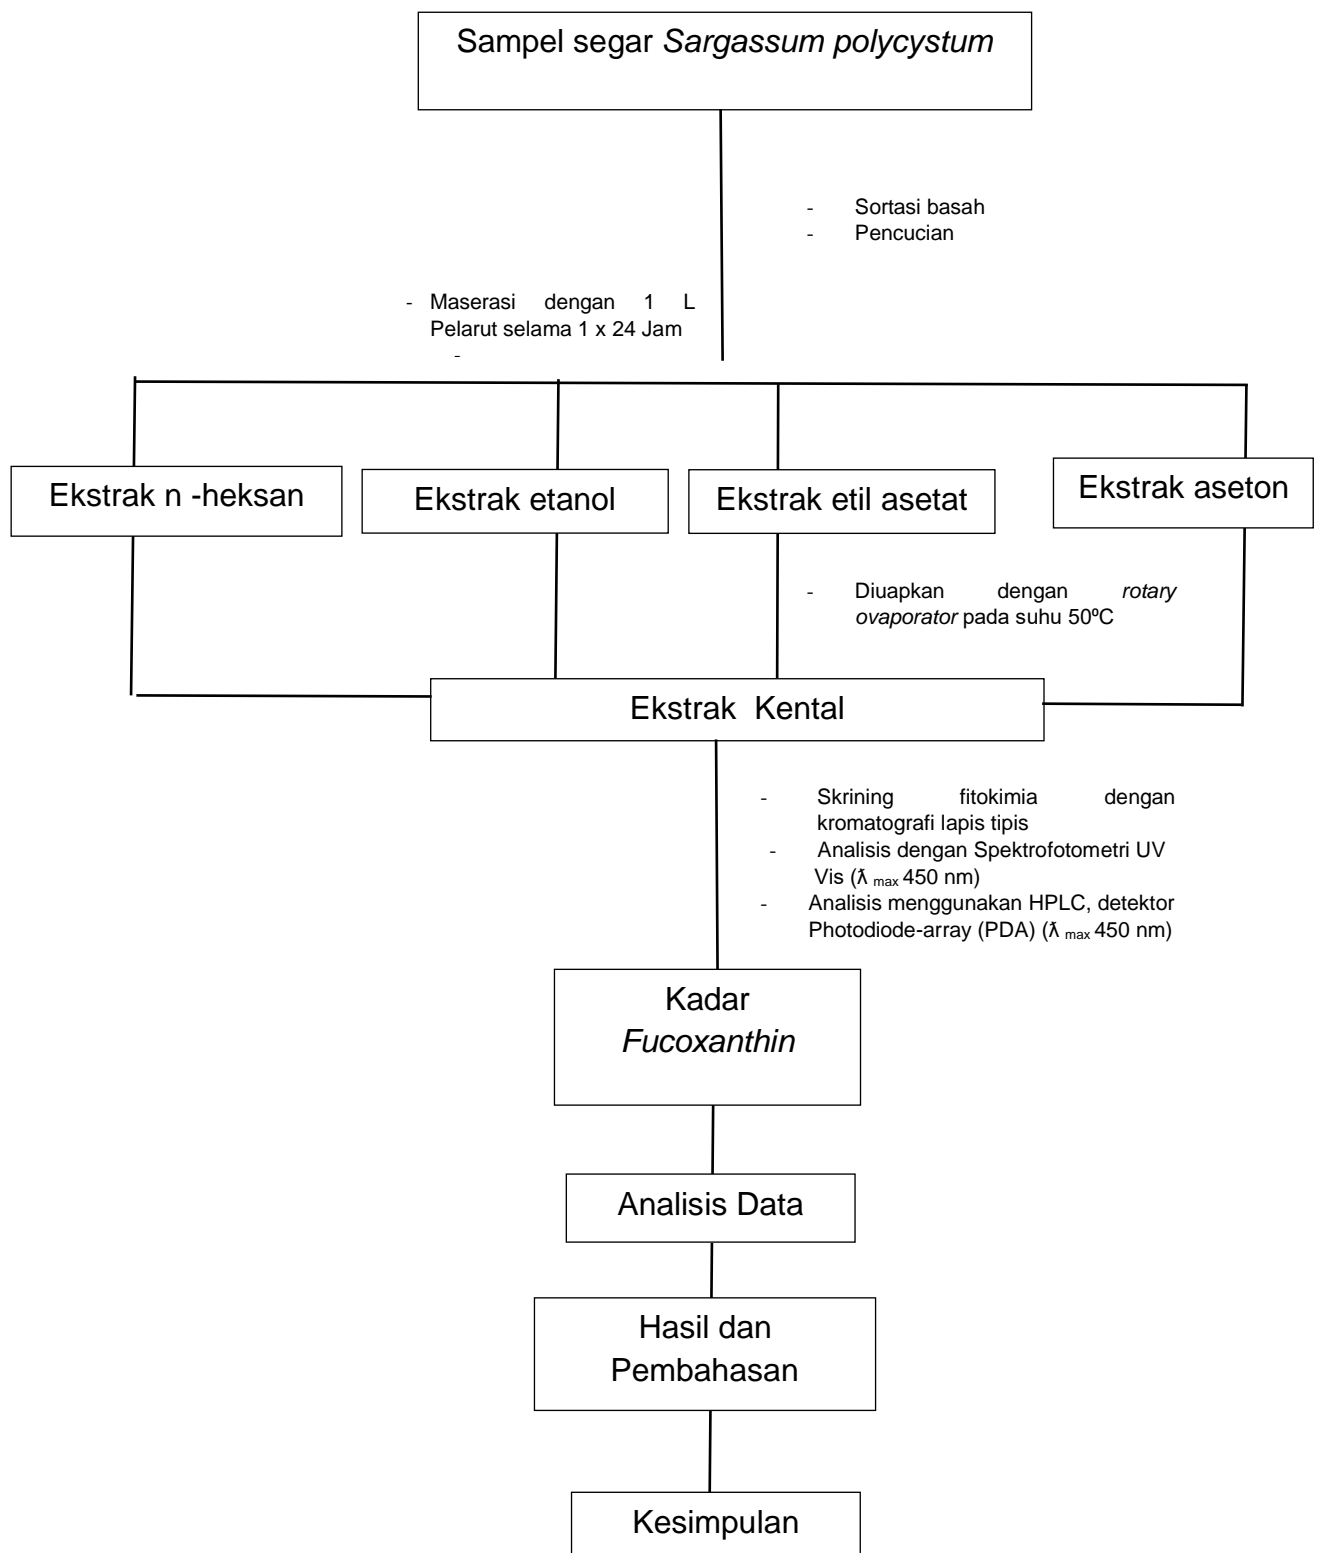 Sampel segar Sargassum polycystum
- Sortasi basah
- Pencucian
- Maserasi dengan 1 L
Pelarut selama 1 x 24 Jam
-
Ekstrak n -heksan
Ekstrak etanol
Ekstrak etil asetat
Ekstrak aseton
- Diuapkan dengan rotary
ovaporator pada suhu 50ºC
Ekstrak Kental
- Skrining fitokimia dengan
kromatografi lapis tipis
- Analisis dengan Spektrofotometri UV
Vis (ƛ max 450 nm)
- Analisis menggunakan HPLC, detektor
Photodiode-array (PDA) (ƛ max 450 nm)
Kadar
Fucoxanthin
Analisis Data
Hasil dan
Pembahasan
Kesimpulan